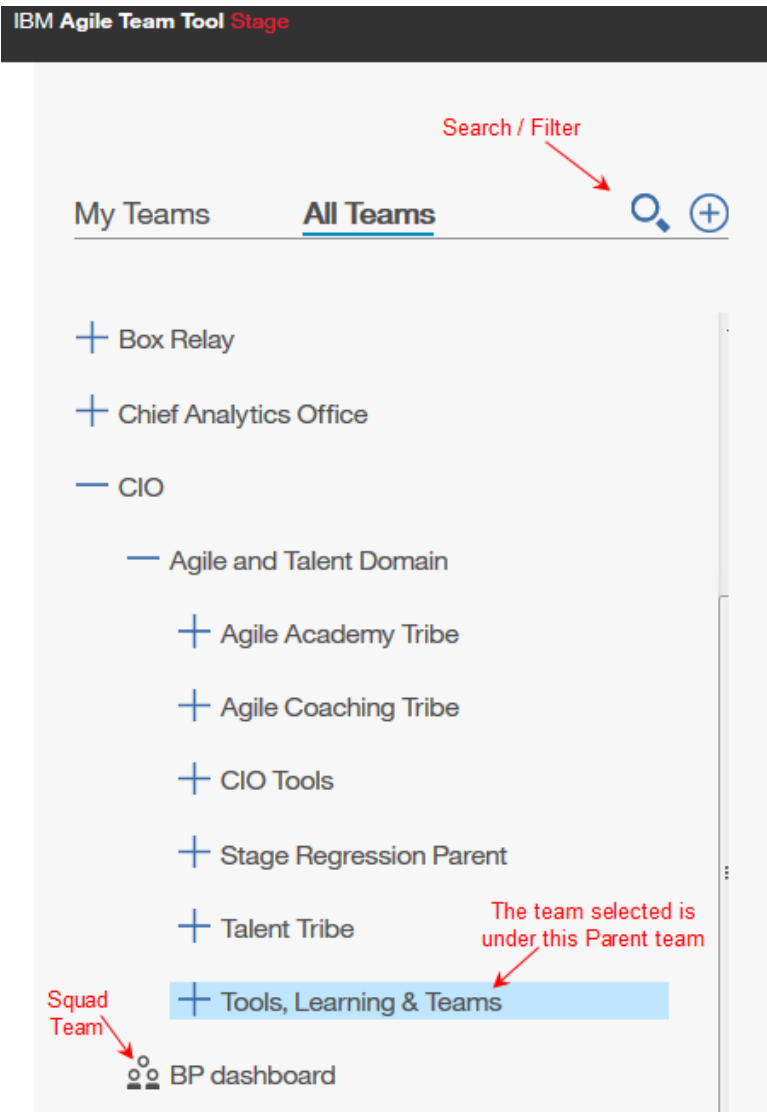 IBM Agile Team Tool Stage
Search / Filter
My Teams All Teams
Box Relay
Chief Analytics Office
CIO
Agile and Talent Domain
Agile Academy Tribe
Agile Coaching Tribe
CIO Tools
Stage Regression Parent
Talent Tribe
The team selected is
under this Parent team
Tools, Learning & Teams
Squad
Team
BP dashboard